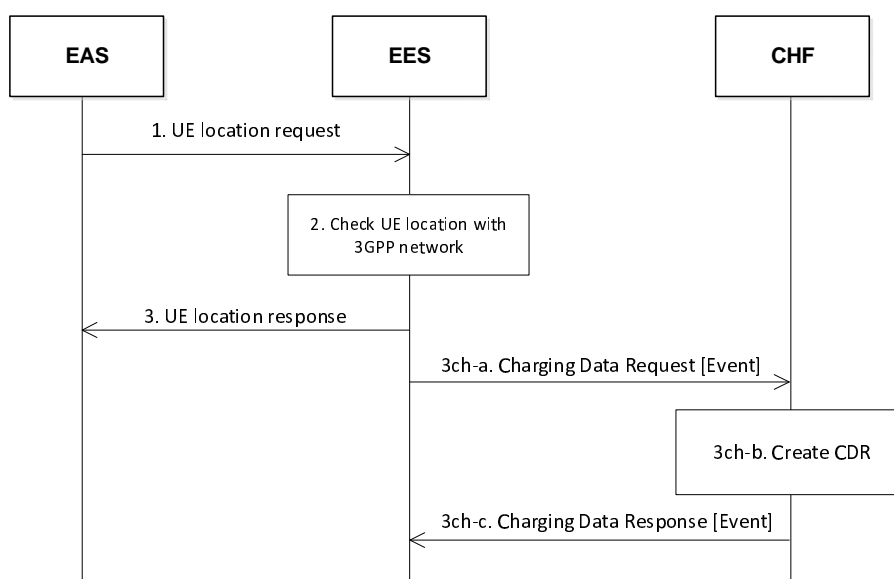 EAS
EES
CHF
1. UE location request
2. Check UE location with
3GPP network
3. UE location response
3ch-a. Charging Data Request [Event]
3ch-b. Create CDR
3ch-c. Charging Data Response [Event]